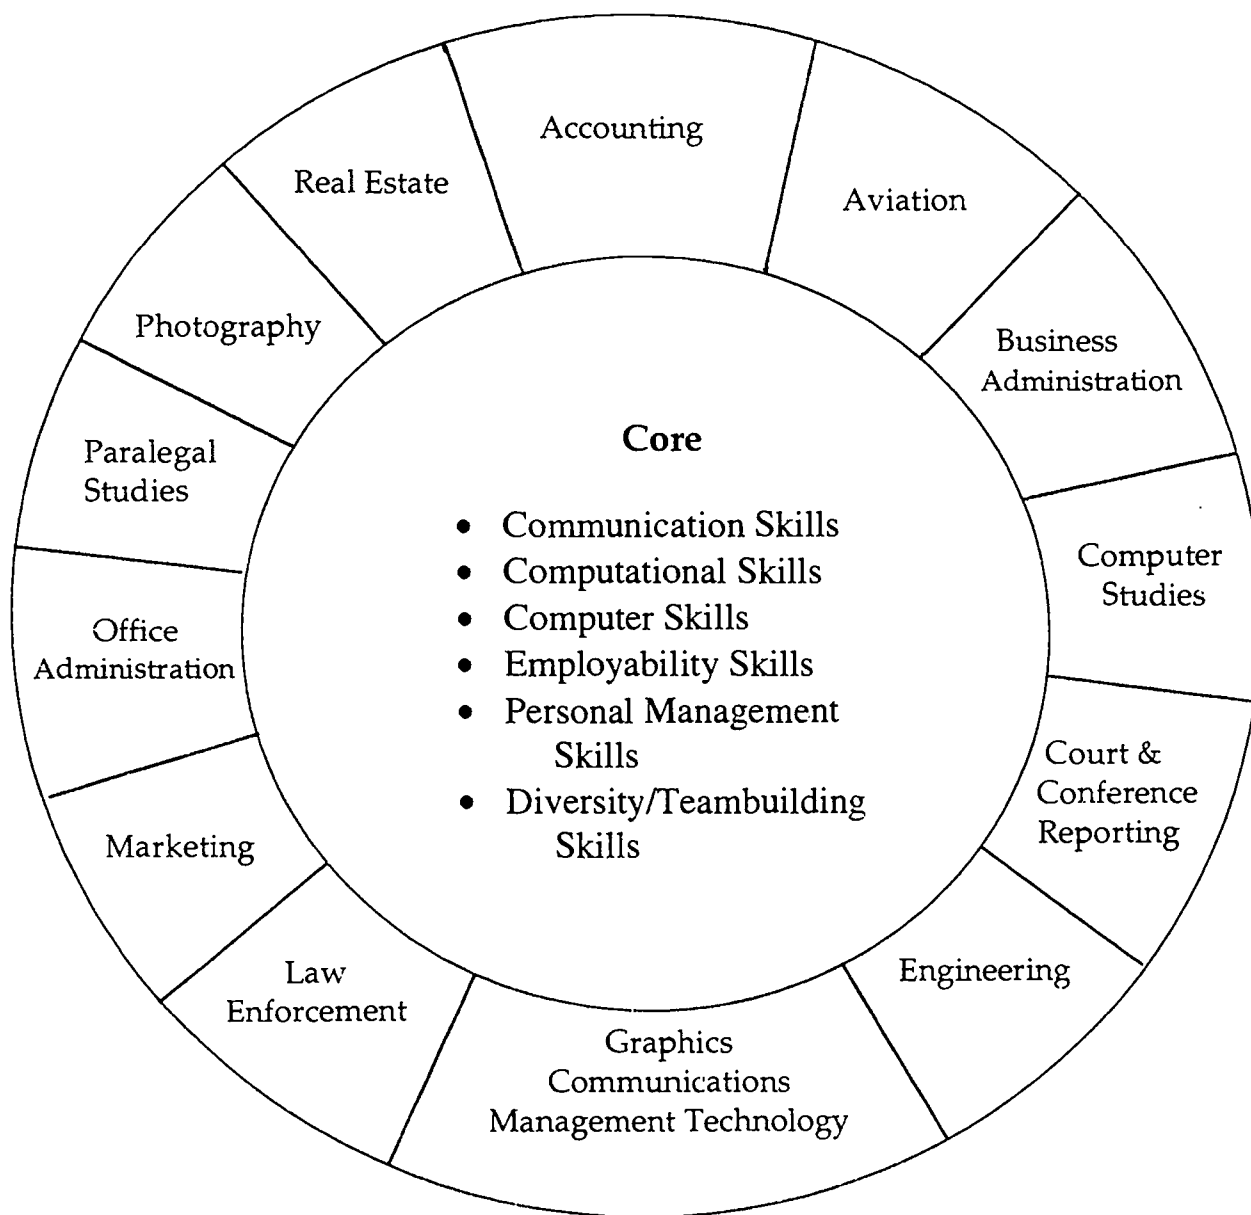 Accounting
Aviation
Business
Administration
Computer
Studies
Court &
Conference
Reporting
Engineering
Graphics
Communications
Management Technology
Law
Enforcement
Marketing
Office
Administration
Paralegal
Studies
Photography
Real Estate
Core
• Communication Skills
• Computational Skills
• Computer Skills
• Employability Skills
• Personal Management
Skills
• Diversity/Teambuilding
Skills